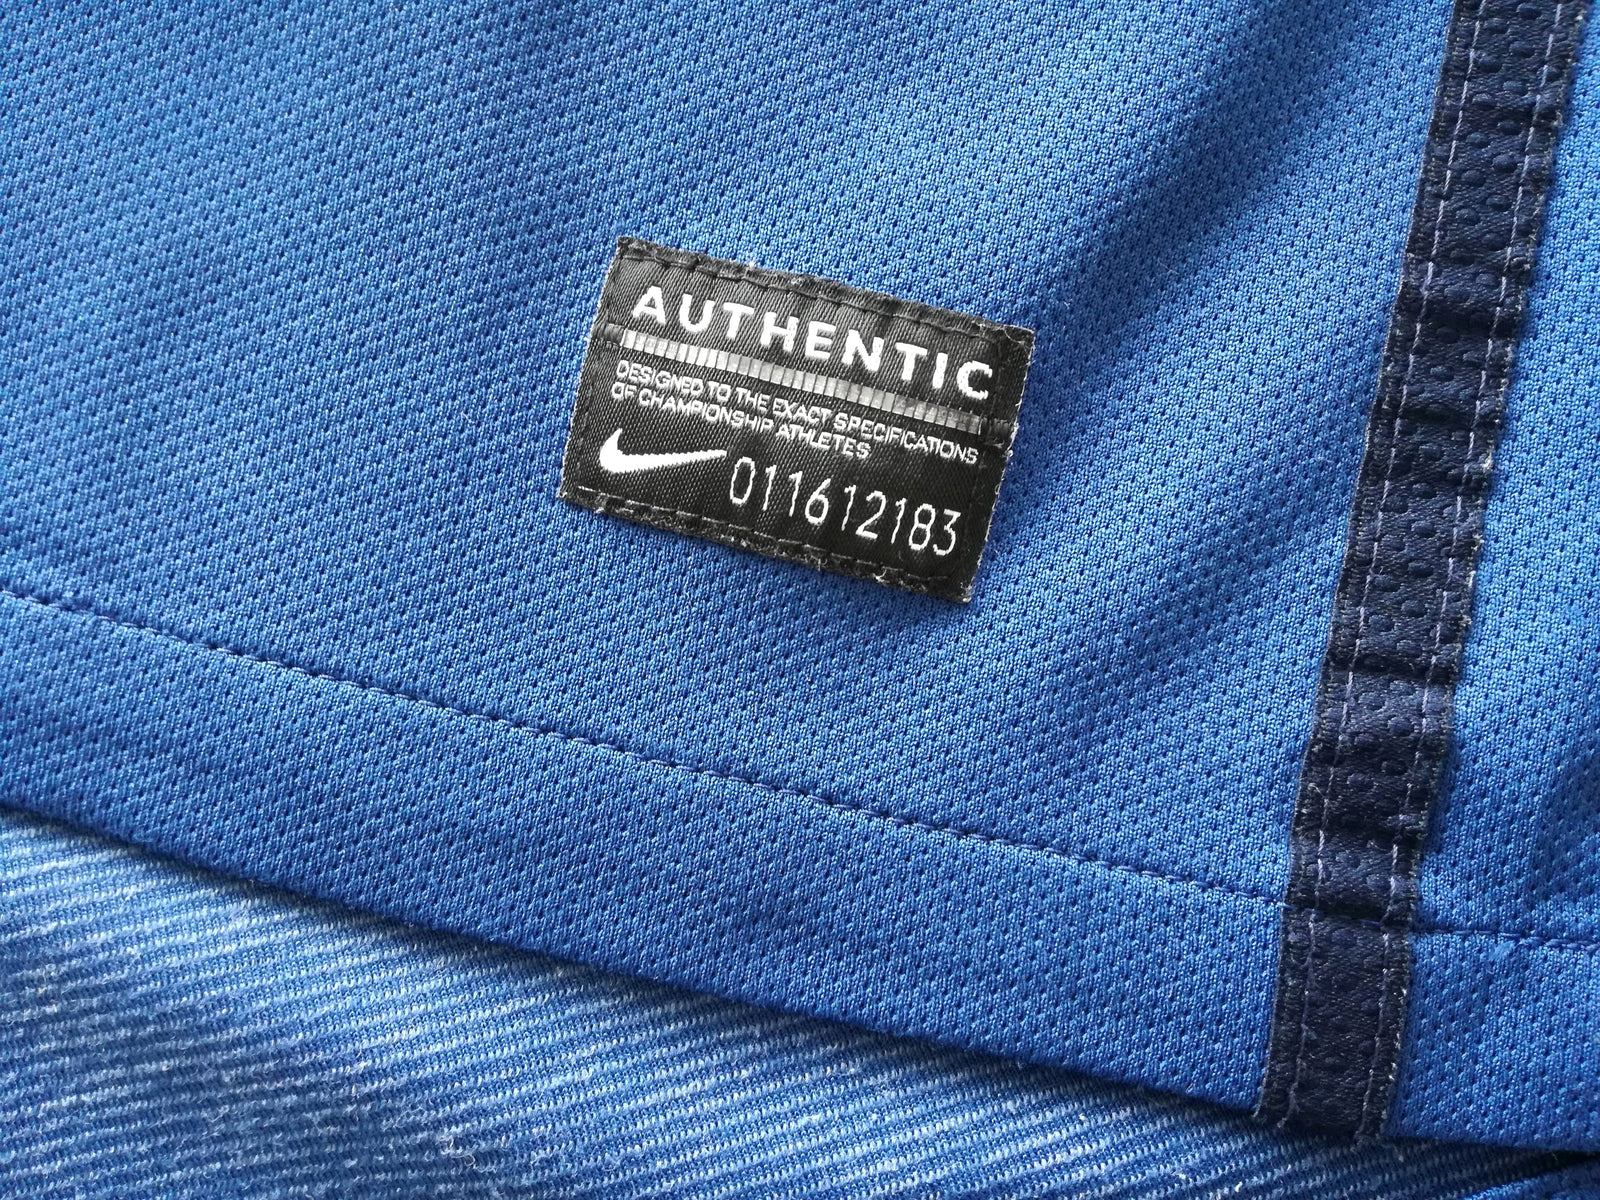 AUTHENTIC
DESIGNED TO THE EXACT SPECIFICATIONS
OF CHAMPIONSHIP ATHLETES
011612183